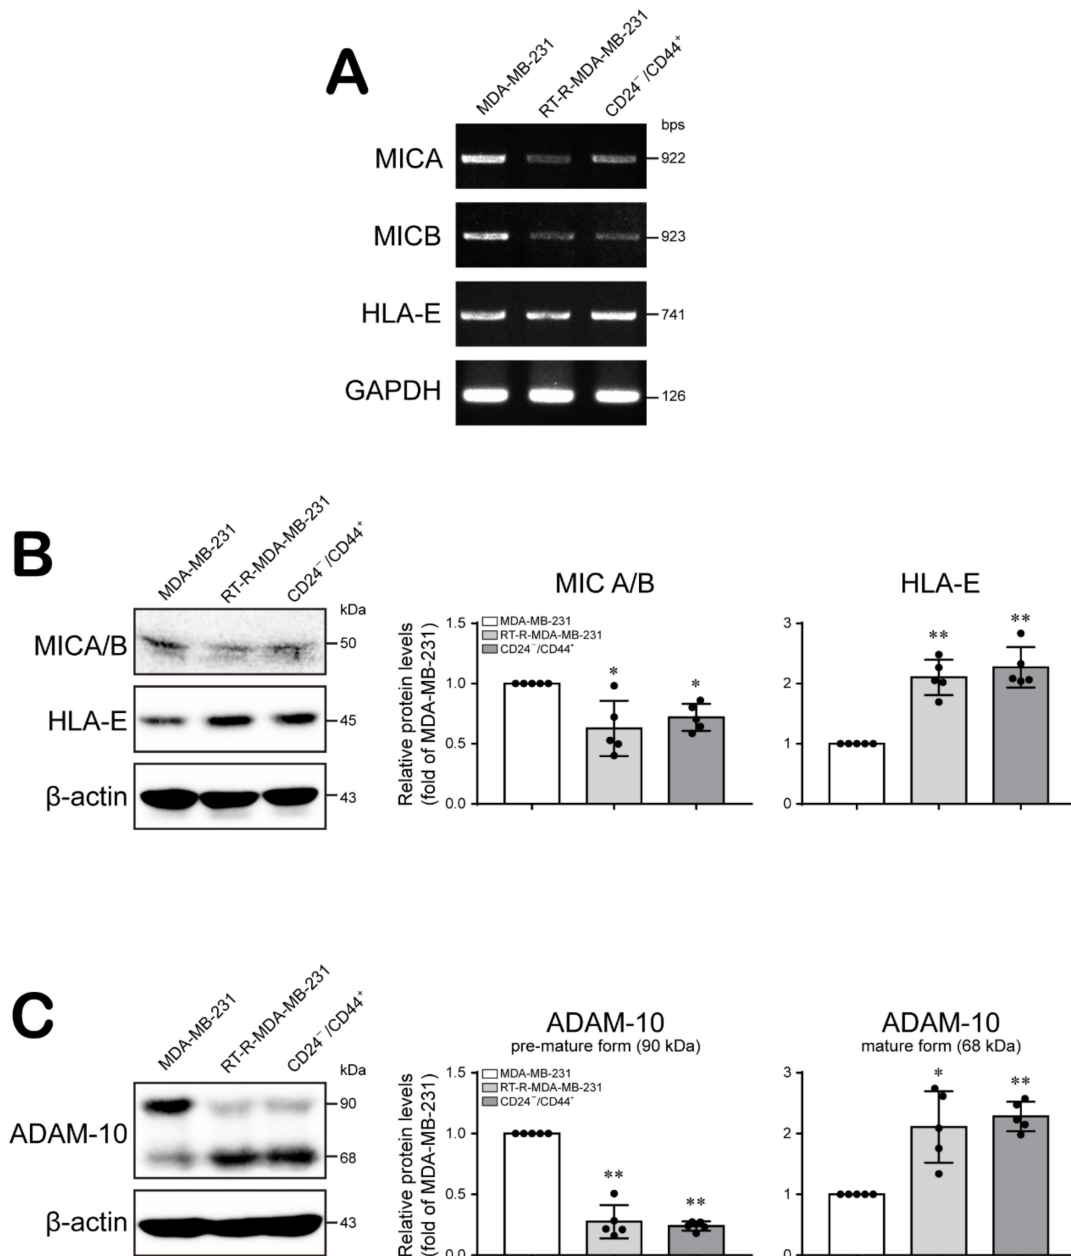 A
MDA-MB-231
RT-R-MDA-MB-231
CD24⁻/CD44⁺
bps
MICA
922
MICB
923
HLA-E
741
GAPDH
126
B
MDA-MB-231
RT-R-MDA-MB-231
CD24⁻/CD44⁺
kDa
MICA/B
50
HLA-E
45
β-actin
43
MIC A/B
Relative protein levels
(fold of MDA-MB-231)
1.5
1.0
0.5
0.0
MDA-MB-231
RT-R-MDA-MB-231
CD24⁻/CD44⁺
*
*
HLA-E
3
2
1
0
**
**
C
MDA-MB-231
RT-R-MDA-MB-231
CD24⁻/CD44⁺
kDa
ADAM-10
90
68
β-actin
43
ADAM-10
pre-mature form (90 kDa)
Relative protein levels
(fold of MDA-MB-231)
1.5
1.0
0.5
0.0
MDA-MB-231
RT-R-MDA-MB-231
CD24⁻/CD44⁺
**
**
ADAM-10
mature form (68 kDa)
3
2
1
0
*
**